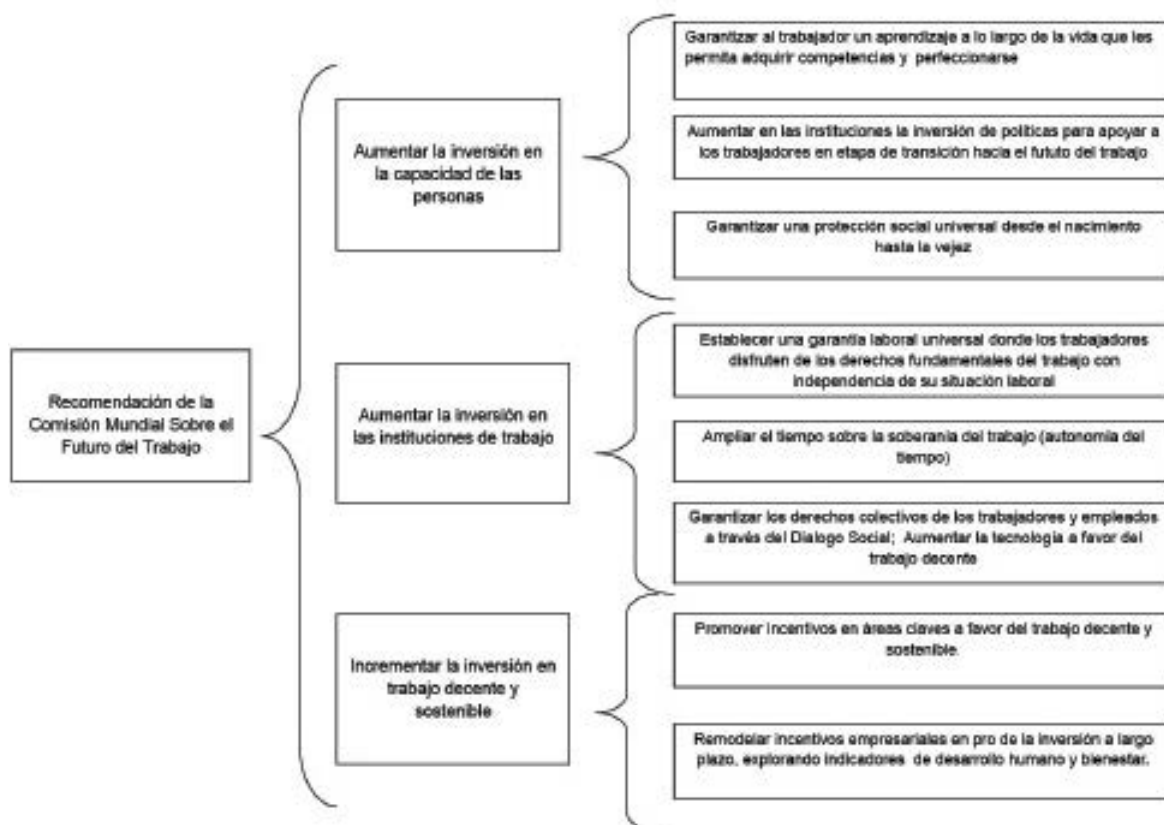 Recomendación de la
Comisión Mundial Sobre el
Futuro del Trabajo
Aumentar la inversión en
la capacidad de las
personas
Garantizar al trabajador un aprendizaje a lo largo de la vida que les
permita adquirir competencias y perfeccionarse
Aumentar en las instituciones la inversión de políticas para apoyar a
los trabajadores en etapa de transición hacia el fututo del trabajo
Garantizar una protección social universal desde el nacimiento
hasta la vejez
Aumentar la inversión en
las instituciones de trabajo
Establecer una garantía laboral universal donde los trabajadores
disfruten de los derechos fundamentales del trabajo con
independencia de su situación laboral
Ampliar el tiempo sobre la soberanía del trabajo (autonomía del
tiempo)
Garantizar los derechos colectivos de los trabajadores y empleados
a través del Dialogo Social; Aumentar la tecnología a favor del
trabajo decente
Incrementar la inversión en
trabajo decente y
sostenible
Promover incentivos en áreas claves a favor del trabajo decente y
sostenible.
Remodelar incentivos empresariales en pro de la inversión a largo
plazo, explorando indicadores de desarrollo humano y bienestar.